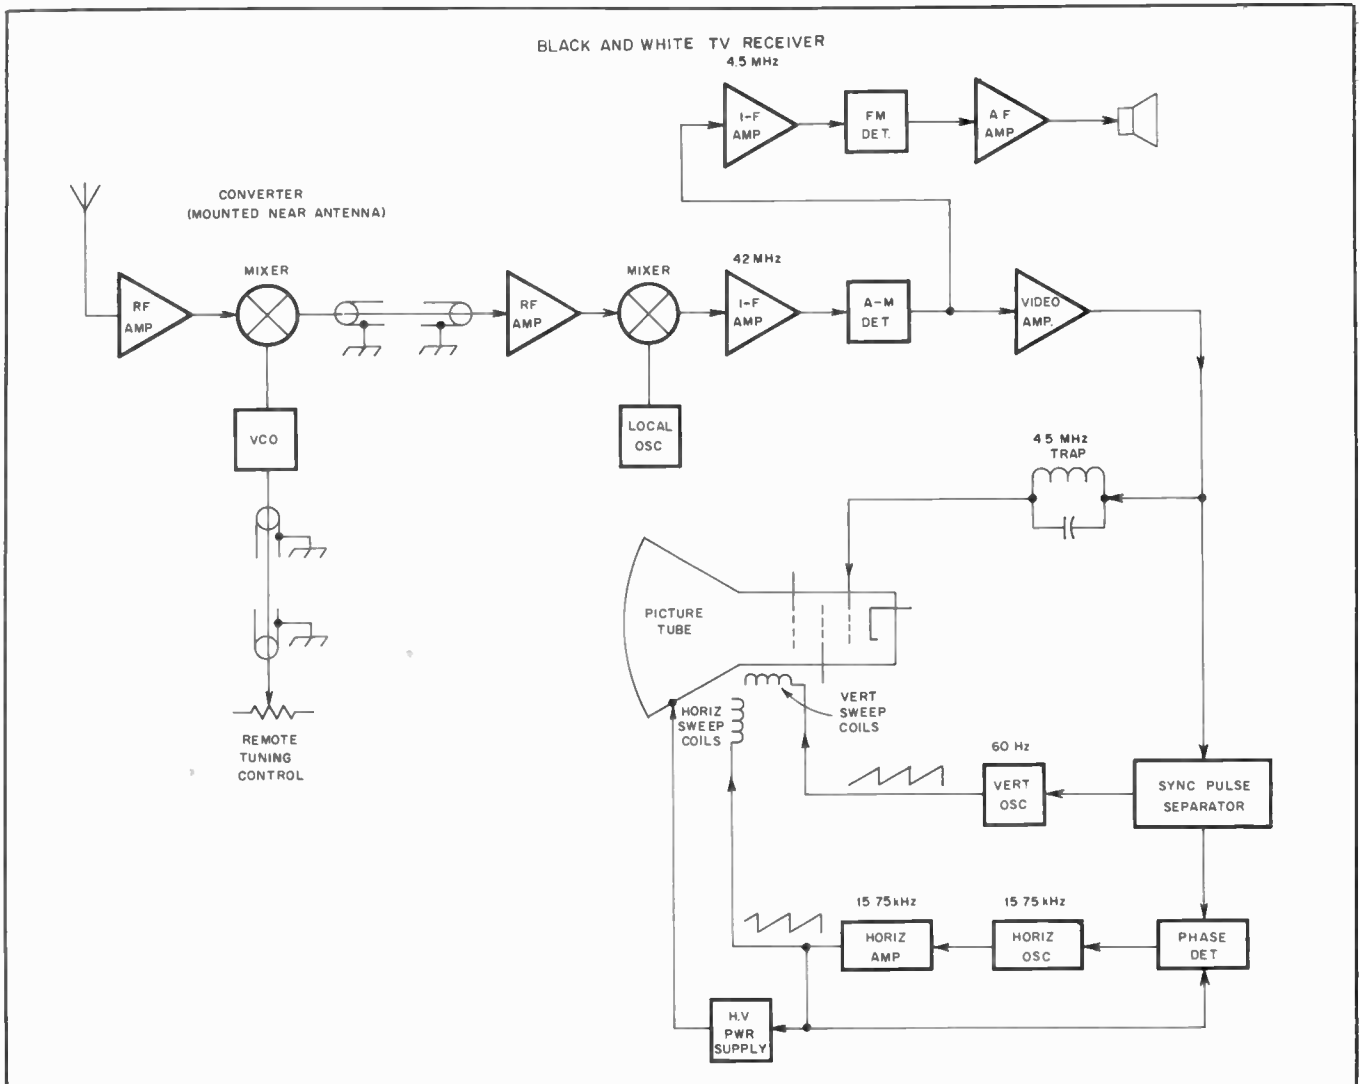 BLACK AND WHITE TV RECEIVER
4.5 MHz
I-F
AMP
FM
DET.
A F
AMP
CONVERTER
(MOUNTED NEAR ANTENNA)
RF
AMP
MIXER
RF
AMP
MIXER
42 MHz
I-F
AMP
A-M
DET
VIDEO
AMP.
VCO
LOCAL
OSC
4 5 MHz
TRAP
PICTURE
TUBE
REMOTE
TUNING
CONTROL
HORIZ
SWEEP
COILS
VERT
SWEEP
COILS
60 Hz
VERT
OSC
SYNC PULSE
SEPARATOR
15 75 kHz
HORIZ
AMP
15 75 kHz
HORIZ
OSC
PHASE
DET
H.V
PWR
SUPPLY